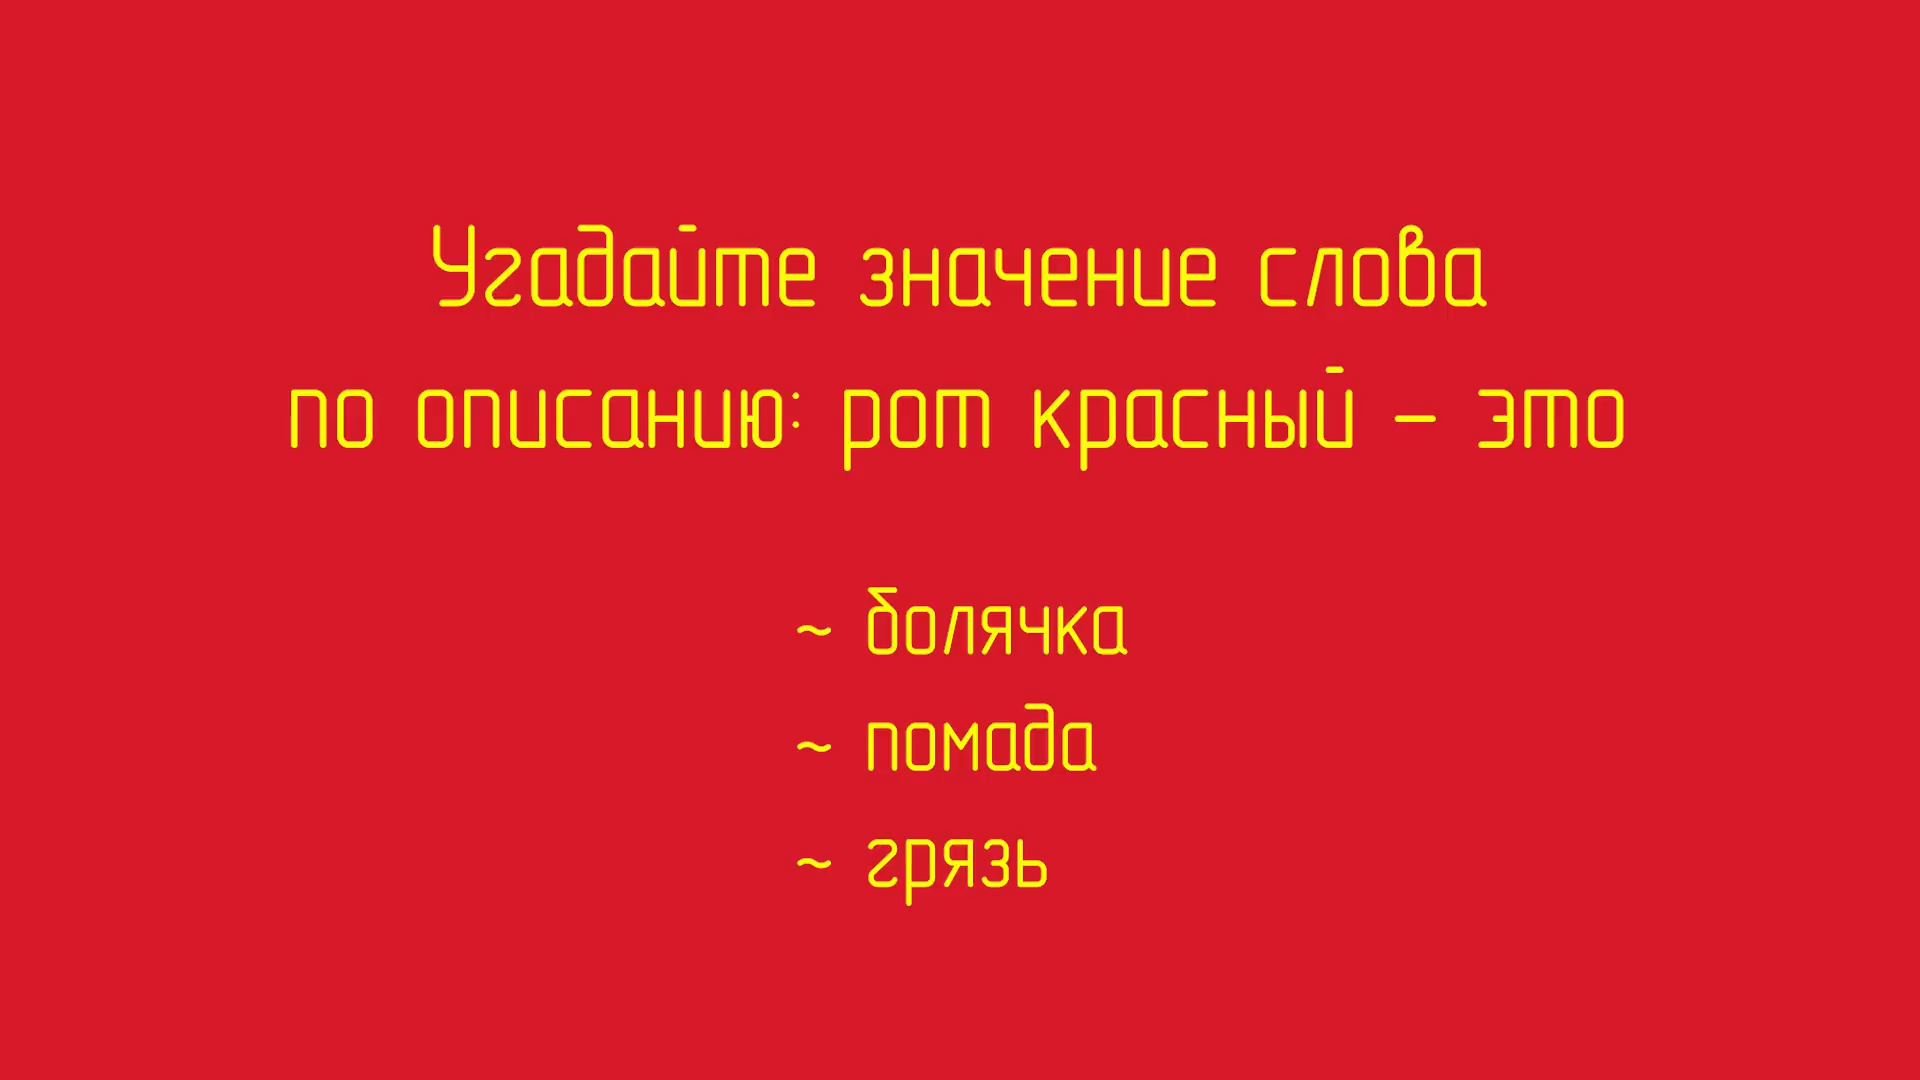 Угадайте значение слова
по описанию: рот красный – это
~ болячка
~ помада
~ грязь